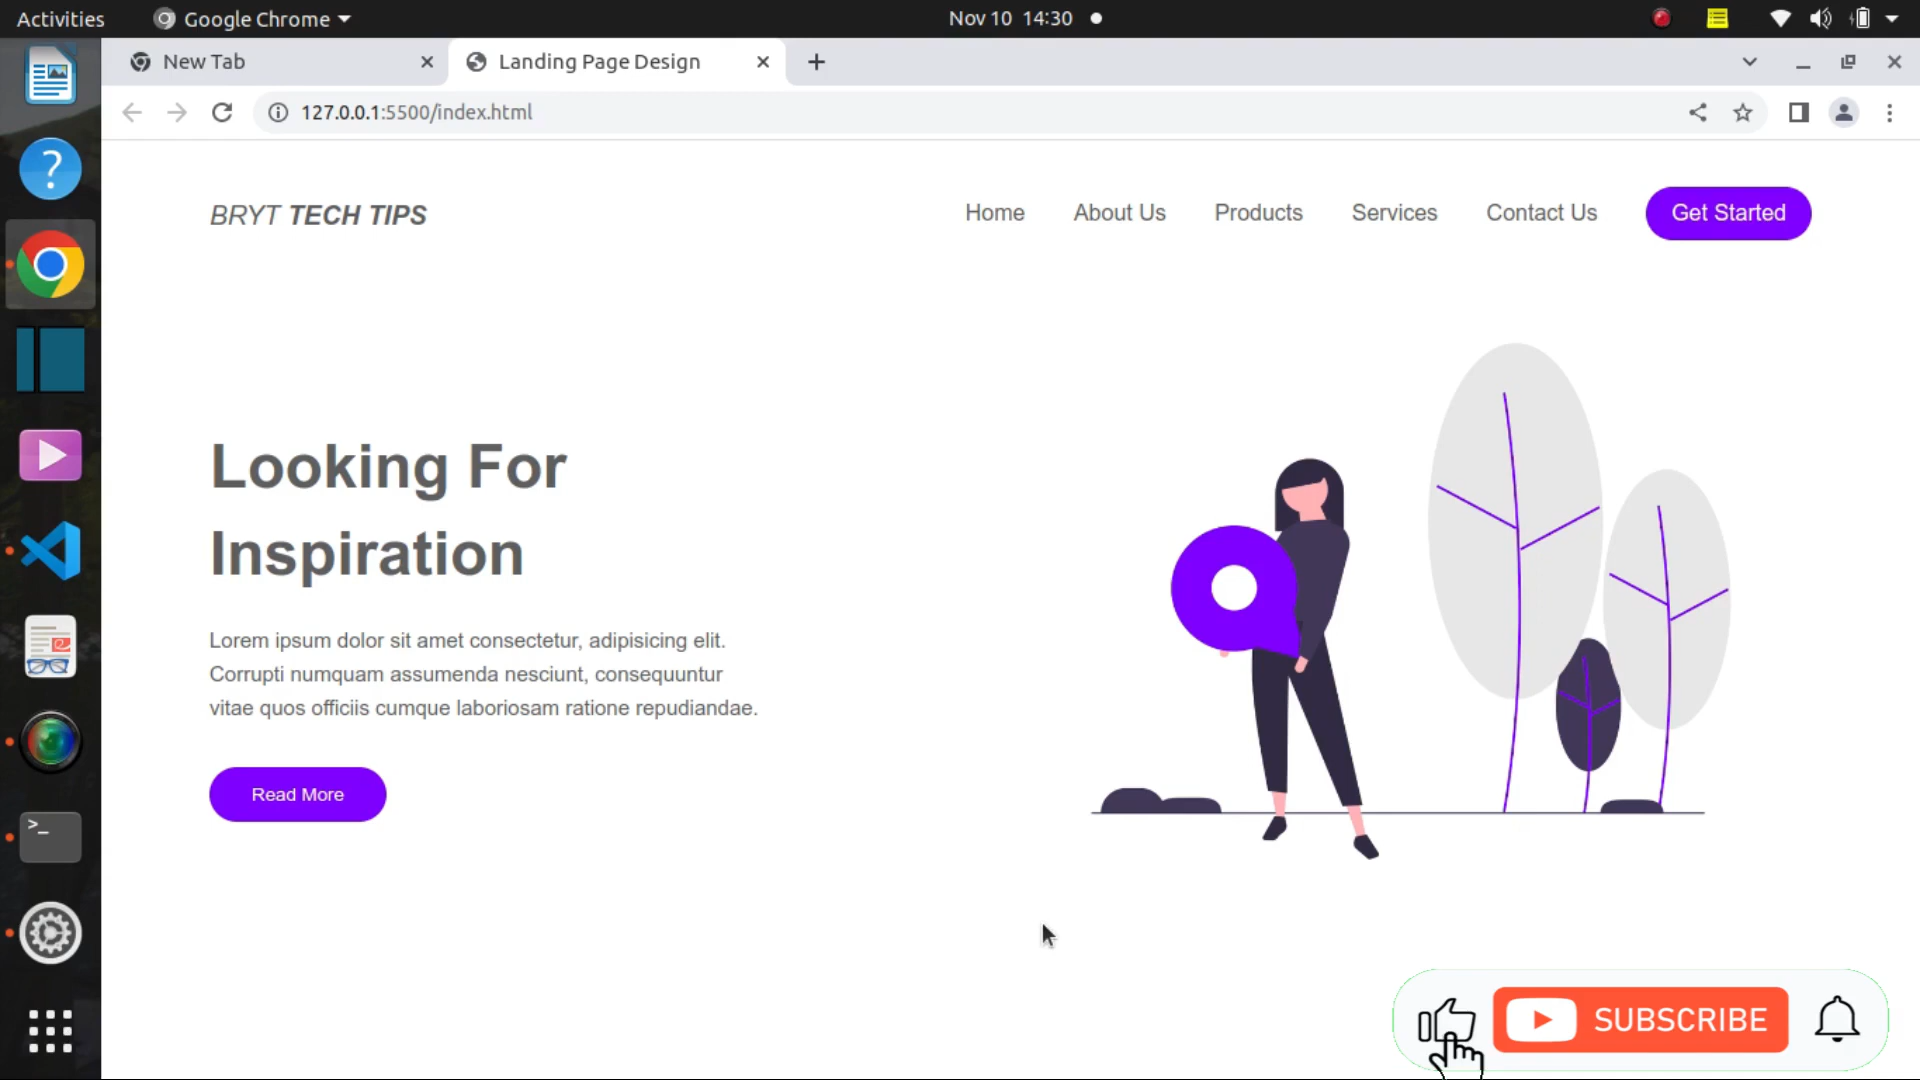 Activities
Google Chrome
Nov 10 14:30
New Tab
Landing Page Design
127.0.0.1:5500/index.html
BRYT TECH TIPS
Home
About Us
Products
Services
Contact Us
Get Started
Looking For
Inspiration
Lorem ipsum dolor sit amet consectetur, adipisicing elit.
Corrupti numquam assumenda nesciunt, consequuntur
vitae quos officiis cumque laboriosam ratione repudiandae.
Read More
SUBSCRIBE